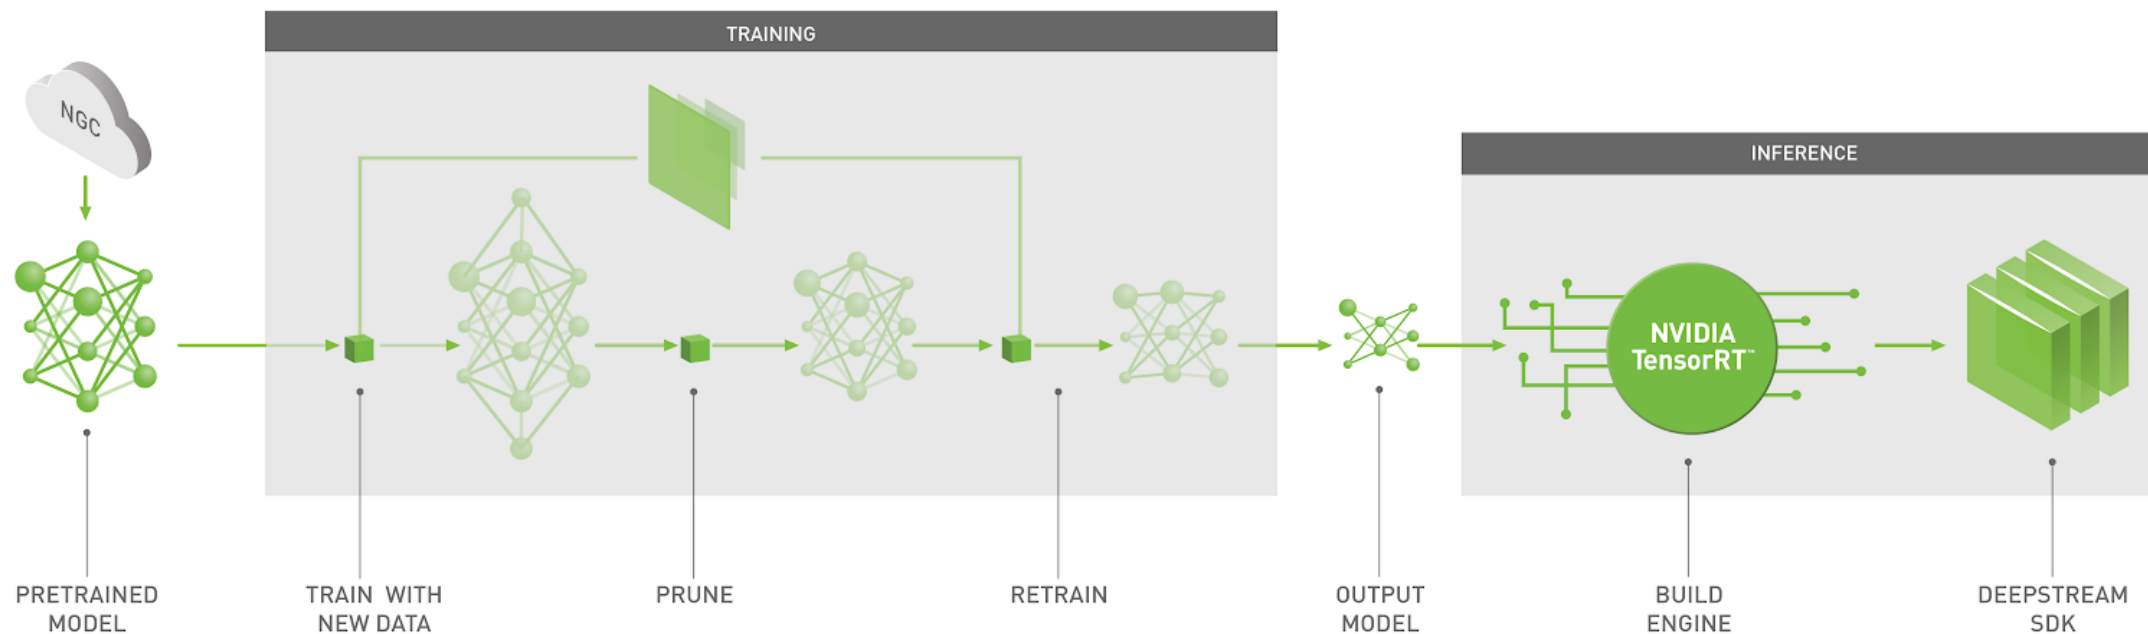 TRAINING
NGC
INFERENCE
NVIDIA
TensorRT™
PRETRAINED
MODEL
TRAIN WITH
NEW DATA
PRUNE
RETRAIN
OUTPUT
MODEL
BUILD
ENGINE
DEEPSTREAM
SDK